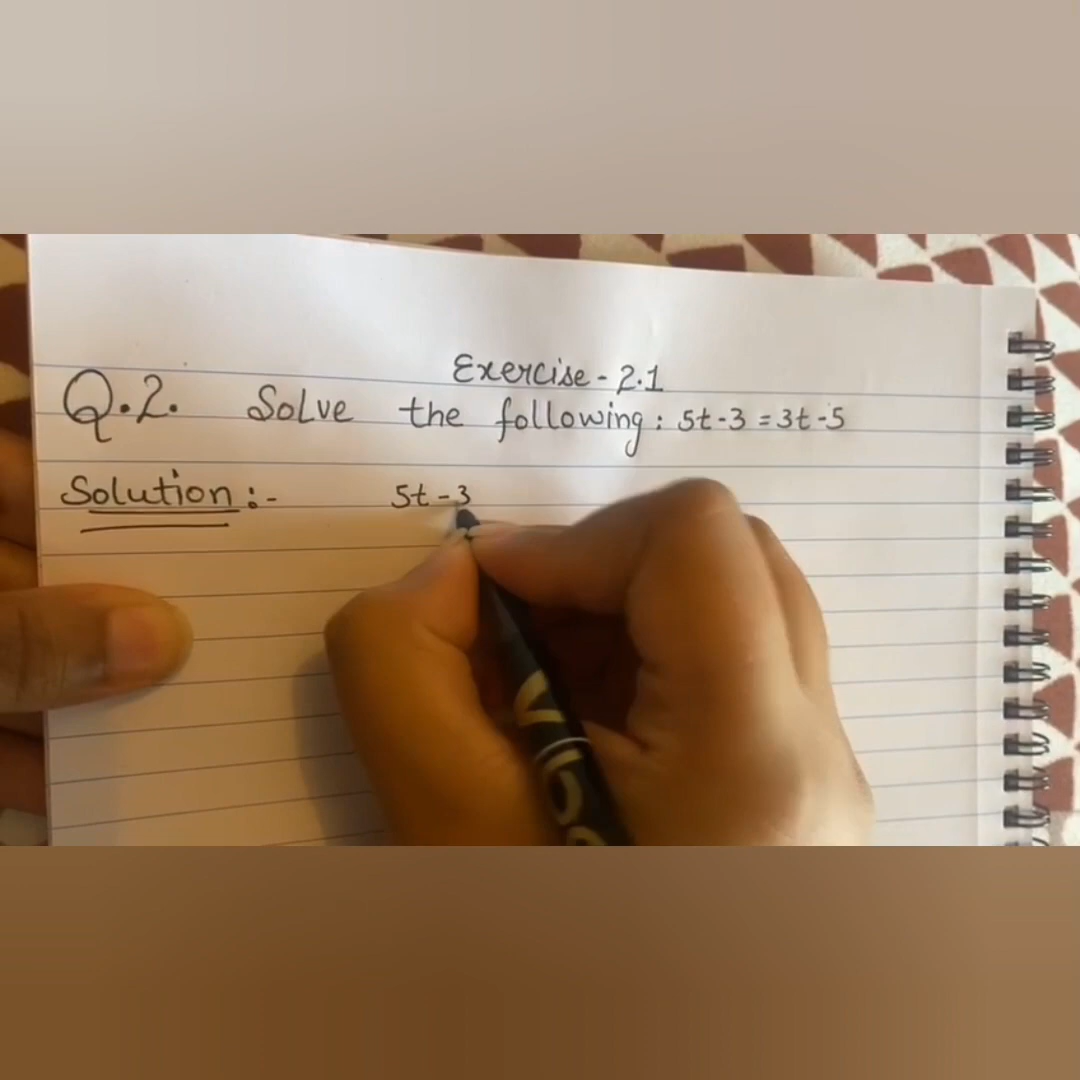 Exercise - 2.1
Q.2. Solve the following : 5t - 3 = 3t - 5
Solution :- 5t - 3